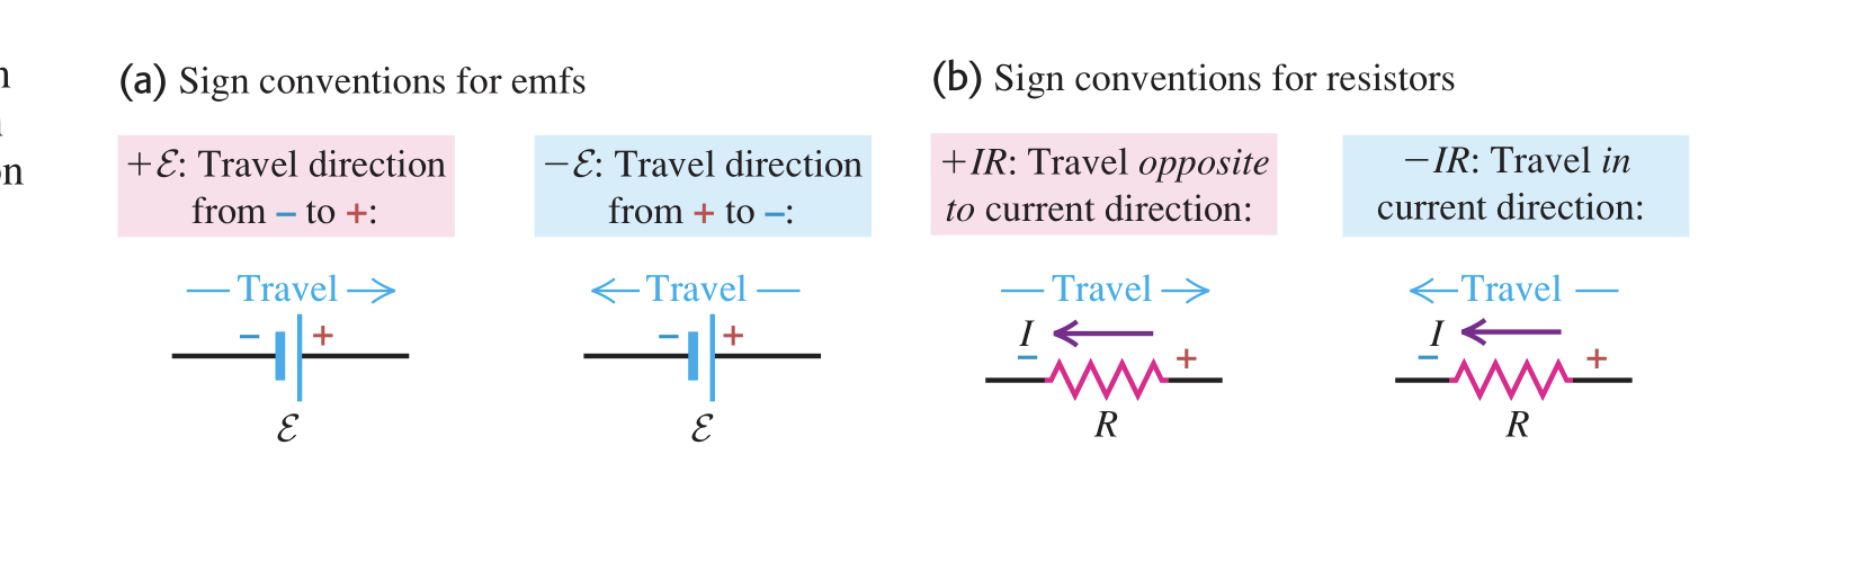 (a) Sign conventions for emfs
+ℰ: Travel direction
from – to +:
−ℰ: Travel direction
from + to –:
Travel
− +
ℰ
Travel
− +
ℰ
(b) Sign conventions for resistors
+IR: Travel opposite
to current direction:
−IR: Travel in
current direction:
Travel
I
− +
R
Travel
I
− +
R